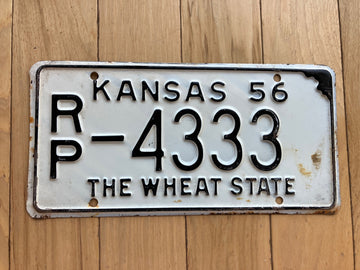 KANSAS 56
RP-4333
THE WHEAT STATE